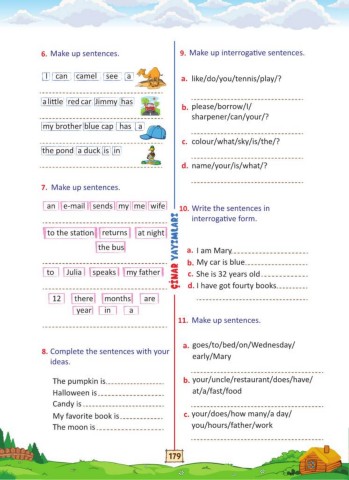 6. Make up sentences.
I can camel see a
a little red car Jimmy has
my brother blue cap has a
the pond a duck is in
7. Make up sentences.
an e-mail sends my me wife
to the station returns at night
the bus
to Julia speaks my father
12 there months are
year in a
8. Complete the sentences with your
ideas.
The pumpkin is
Halloween is
Candy is
My favorite book is
The moon is
ÇİNAR YAYIMLARI
9. Make up interrogative sentences.
a. like/do/you/tennis/play/?
b. please/borrow/I/
sharpener/can/your/?
c. colour/what/sky/is/the/?
d. name/your/is/what/?
10. Write the sentences in
interrogative form.
a. I am Mary
b. My car is blue
c. She is 32 years old
d. I have got fourty books
11. Make up sentences.
a. goes/to/bed/on/Wednesday/
early/Mary
b. your/uncle/restaurant/does/have/
at/a/fast/food
c. your/does/how many/a day/
you/hours/father/work
179